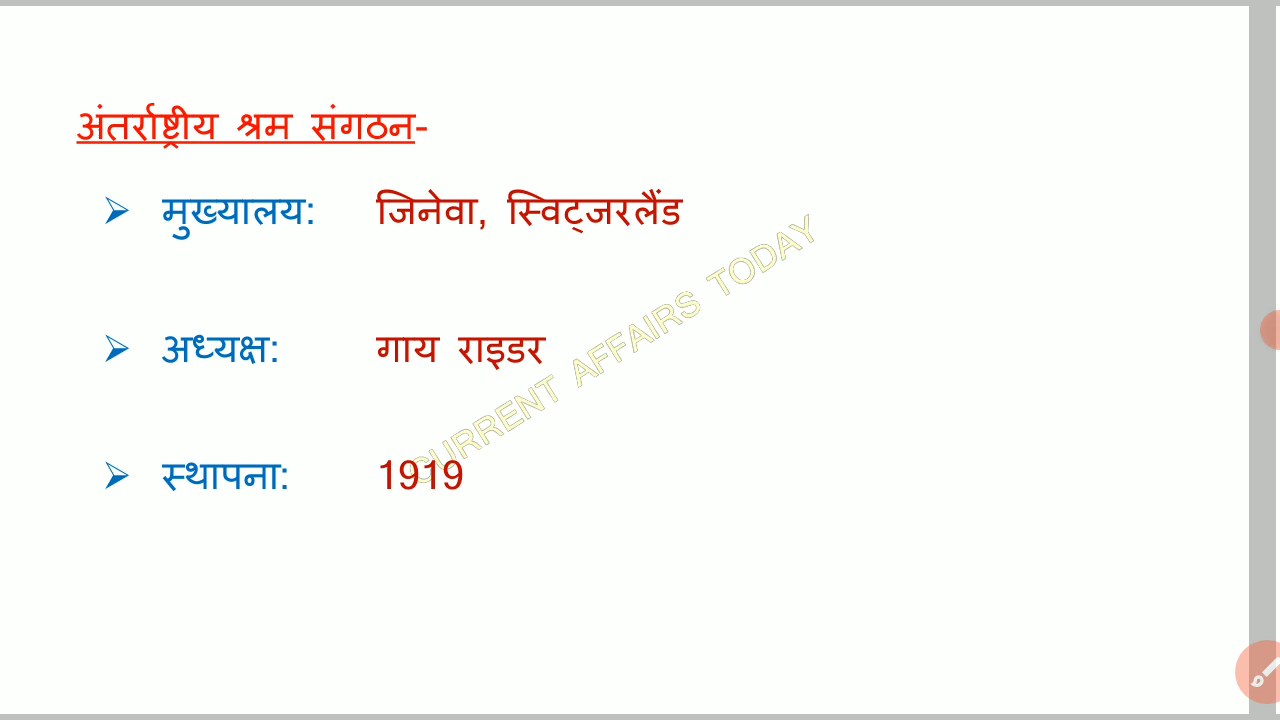 अंतर्राष्ट्रीय श्रम संगठन-
➢ मुख्यालय: जिनेवा, स्विट्जरलैंड
➢ अध्यक्ष: गाय राइडर
➢ स्थापना: 1919
CURRENT AFFAIRS TODAY